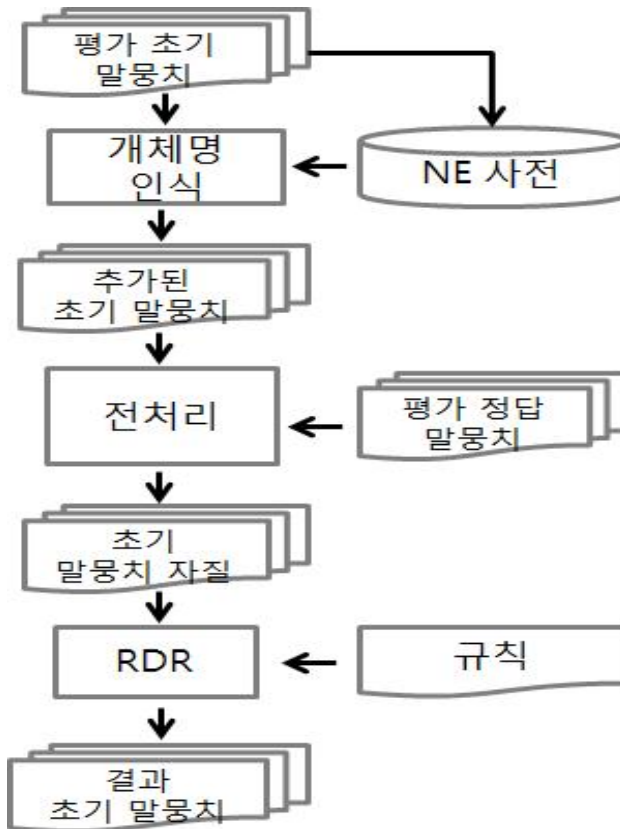 평가 초기
말뭉치
개체명
인식
NE 사전
추가된
초기 말뭉치
전처리
평가 정답
말뭉치
초기
말뭉치 자질
RDR
규칙
결과
초기 말뭉치